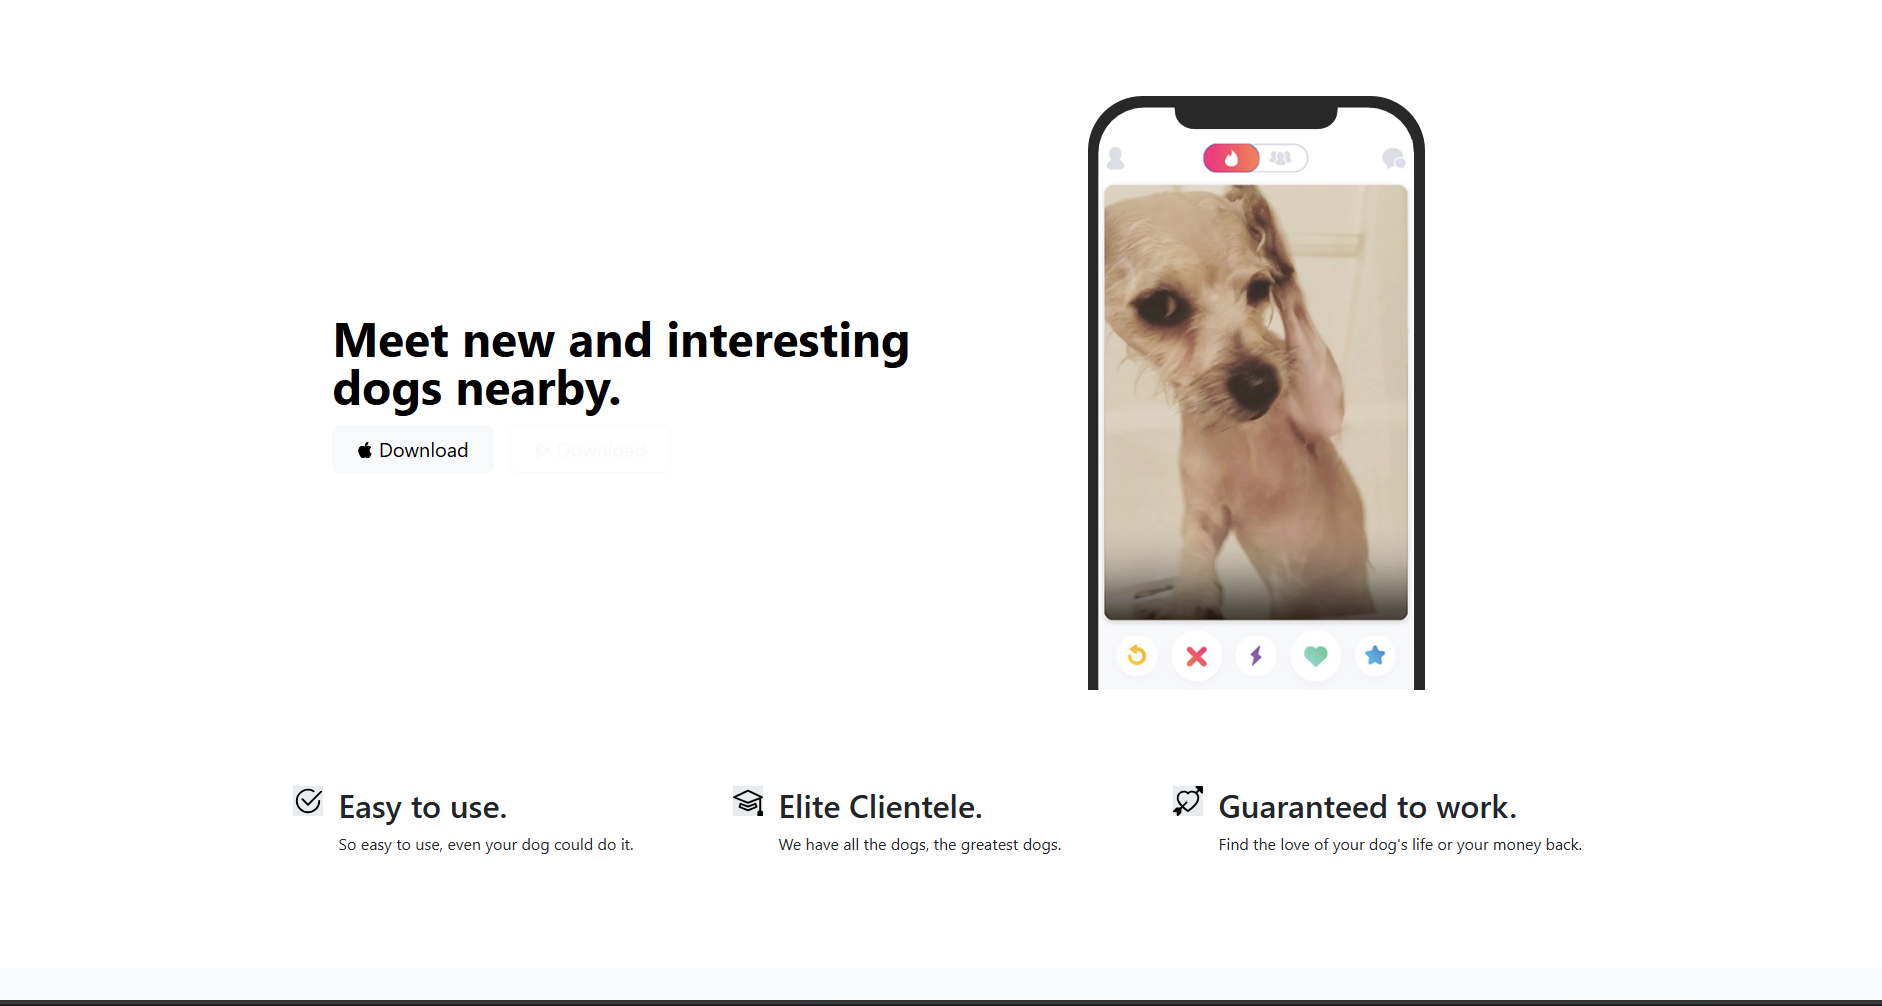 Meet new and interesting
dogs nearby.
Download
Download
Easy to use.
So easy to use, even your dog could do it.
Elite Clientele.
We have all the dogs, the greatest dogs.
Guaranteed to work.
Find the love of your dog's life or your money back.